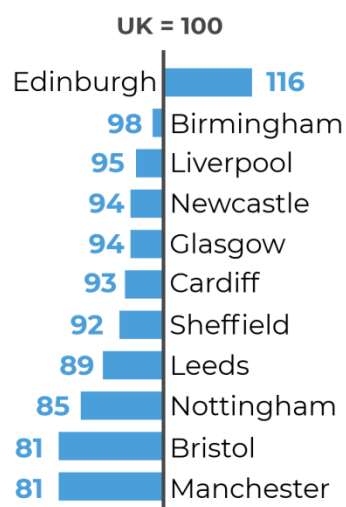 UK = 100
Edinburgh 116
98 Birmingham
95 Liverpool
94 Newcastle
94 Glasgow
93 Cardiff
92 Sheffield
89 Leeds
85 Nottingham
81 Bristol
81 Manchester